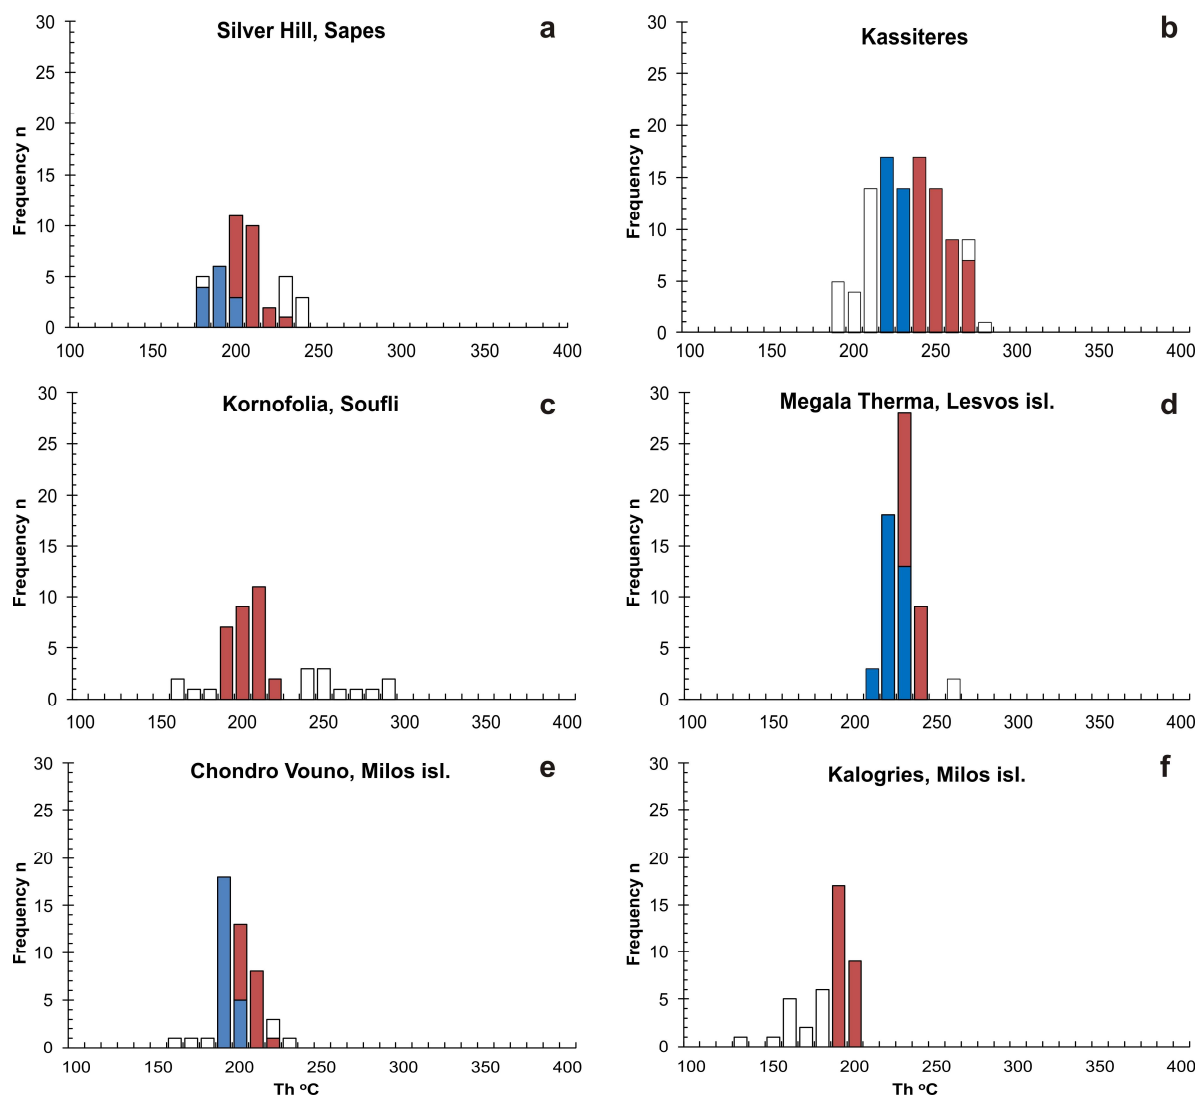 Silver Hill, Sapes
a
Frequency n
30
25
20
15
10
5
0
100 150 200 250 300 350 400
Kassiteres
b
Frequency n
30
25
20
15
10
5
0
100 150 200 250 300 350 400
Kornofolia, Soufli
c
Frequency n
30
25
20
15
10
5
0
100 150 200 250 300 350 400
Megala Therma, Lesvos isl.
d
Frequency n
30
25
20
15
10
5
0
100 150 200 250 300 350 400
Chondro Vouno, Milos isl.
e
Frequency n
30
25
20
15
10
5
0
100 150 200 250 300 350 400
Th ºC
Kalogries, Milos isl.
f
Frequency n
30
25
20
15
10
5
0
100 150 200 250 300 350 400
Th ºC